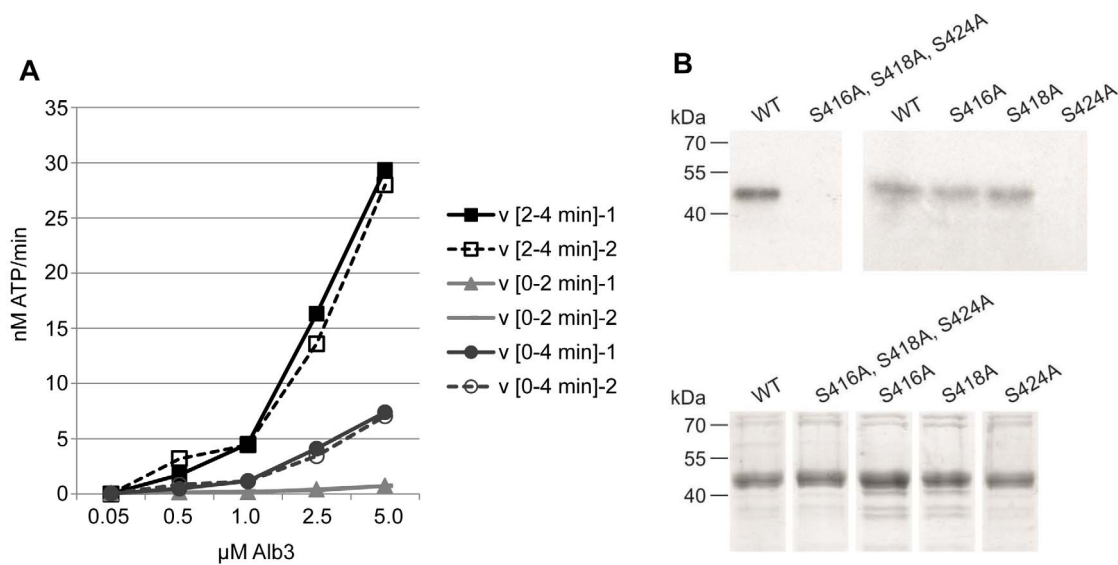 A
35
30
25
20
15
10
5
0
nM ATP/min
0.05 0.5 1.0 2.5 5.0
µM Alb3
v [2-4 min]-1
v [2-4 min]-2
v [0-2 min]-1
v [0-2 min]-2
v [0-4 min]-1
v [0-4 min]-2
B
kDa
WT
S416A, S418A, S424A
WT
S416A
S418A
S424A
70
55
40
kDa
WT
S416A, S418A, S424A
S416A
S418A
S424A
70
55
40